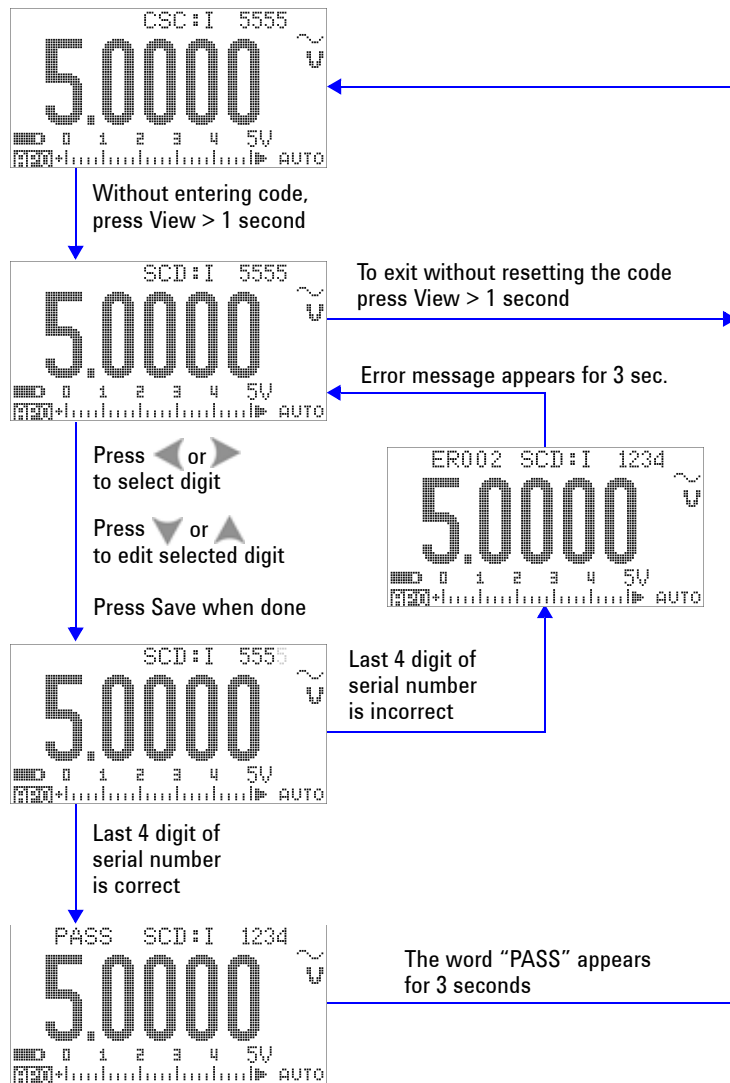 CSC:I 5555
5.0000
V
0 1 2 3 4 5V
APO AUTO
Without entering code,
press View > 1 second
SCD:I 5555
5.0000
V
0 1 2 3 4 5V
APO AUTO
To exit without resetting the code
press View > 1 second
Error message appears for 3 sec.
Press or
to select digit
Press or
to edit selected digit
Press Save when done
ER002 SCD:I 1234
5.0000
V
0 1 2 3 4 5V
APO AUTO
SCD:I 5555
5.0000
V
0 1 2 3 4 5V
APO AUTO
Last 4 digit of
serial number
is incorrect
Last 4 digit of
serial number
is correct
PASS SCD:I 1234
5.0000
V
0 1 2 3 4 5V
APO AUTO
The word “PASS” appears
for 3 seconds